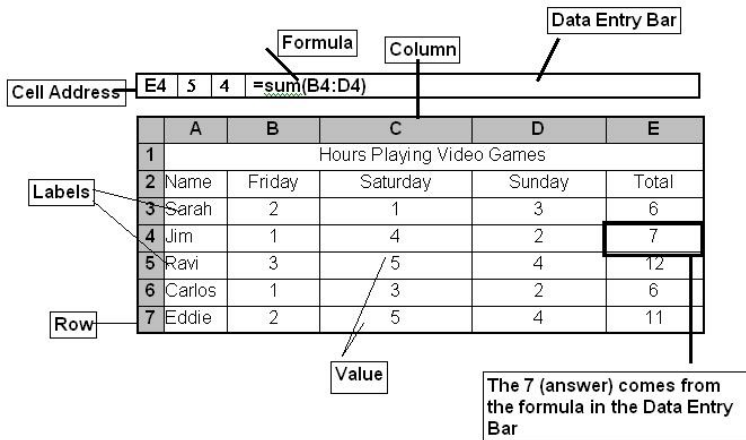 Data Entry Bar
Formula
Column
Cell Address
E4 5 4 =sum(B4:D4)
A B C D E
1 Hours Playing Video Games
2 Name Friday Saturday Sunday Total
Labels
3 Sarah 2 1 3 6
4 Jim 1 4 2 7
5 Ravi 3 5 4 12
6 Carlos 1 3 2 6
7 Eddie 2 5 4 11
Row
Value
The 7 (answer) comes from
the formula in the Data Entry
Bar